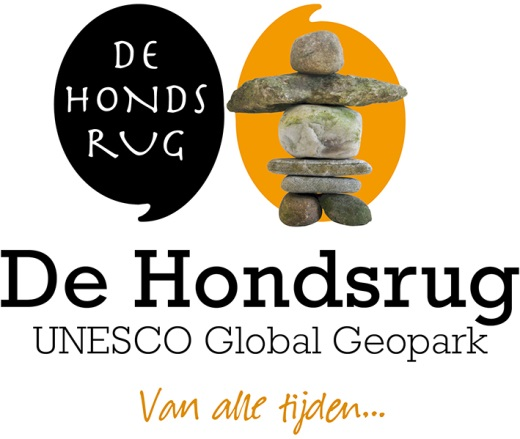 DE
HONDS
RUG
De Hondsrug
UNESCO Global Geopark
Van alle tijden...